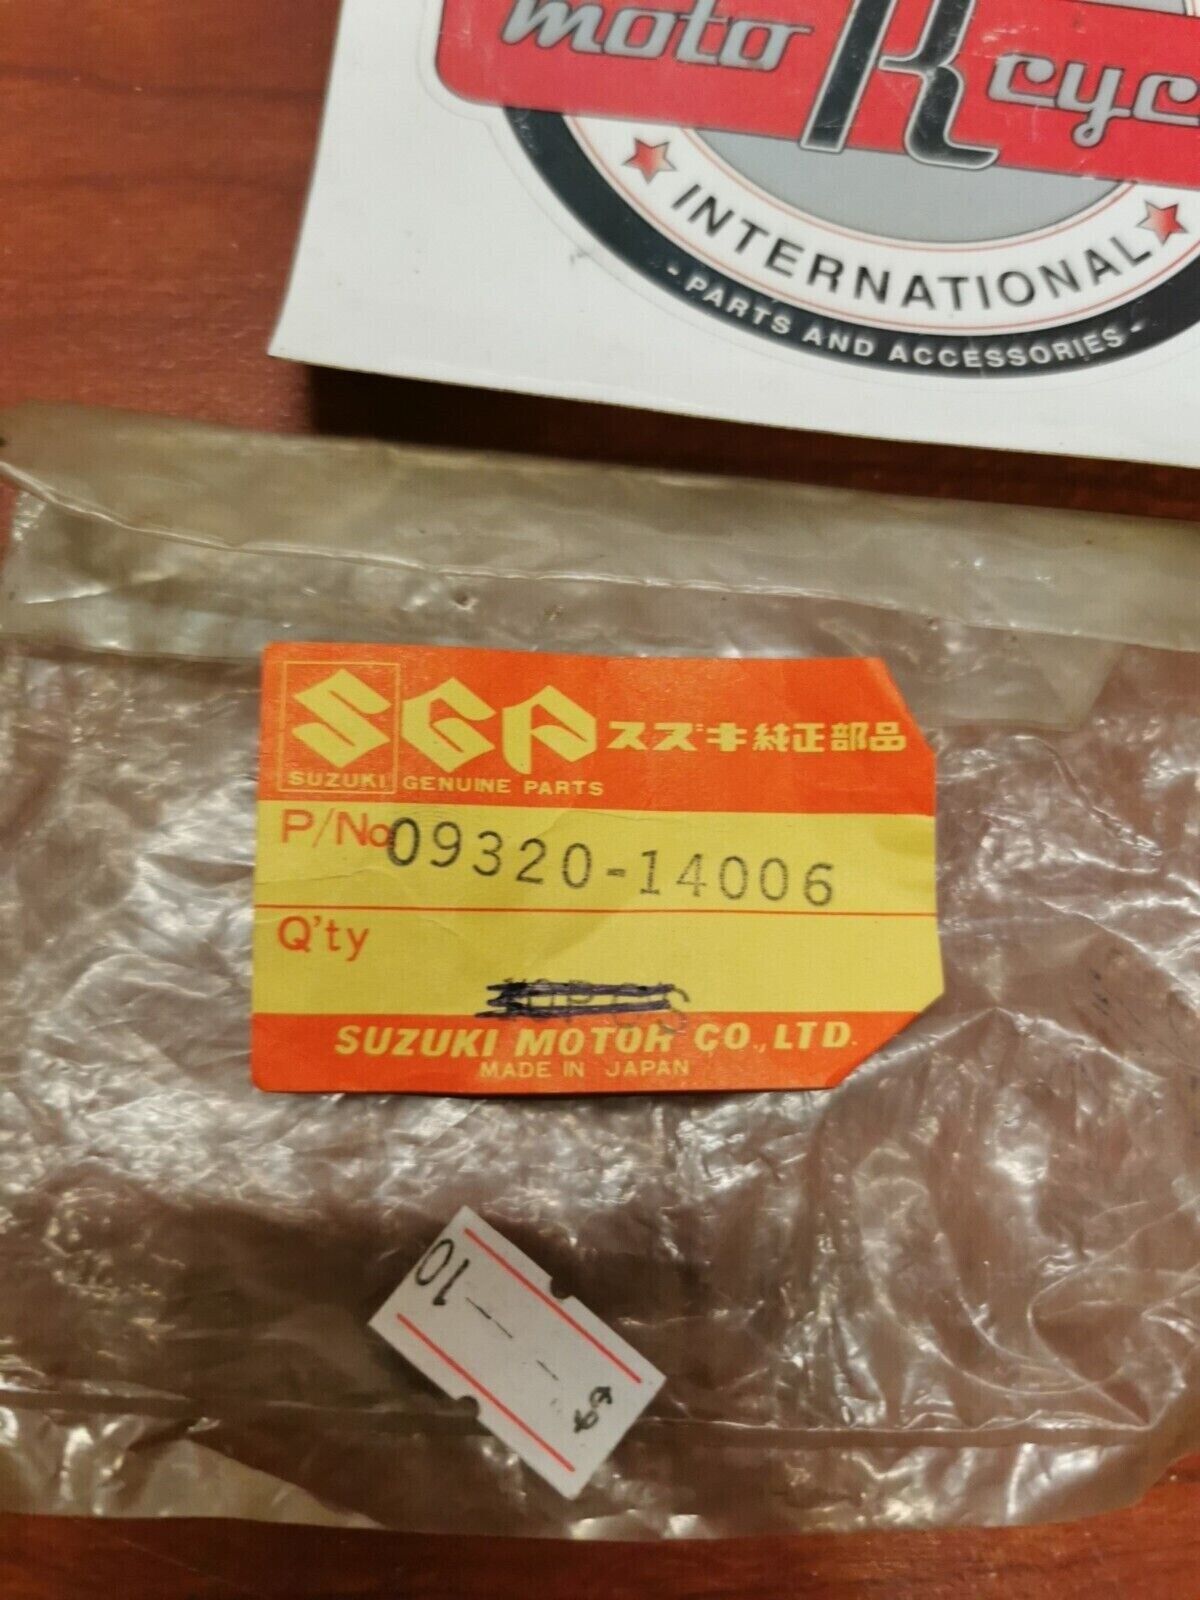 moto R cyc
INTERNATIONAL
- PARTS AND ACCESSORIES -
SGP スズキ純正部品
SUZUKI GENUINE PARTS
P/No 09320-14006
Q'ty
SUZUKI MOTOR CO., LTD.
MADE IN JAPAN
10